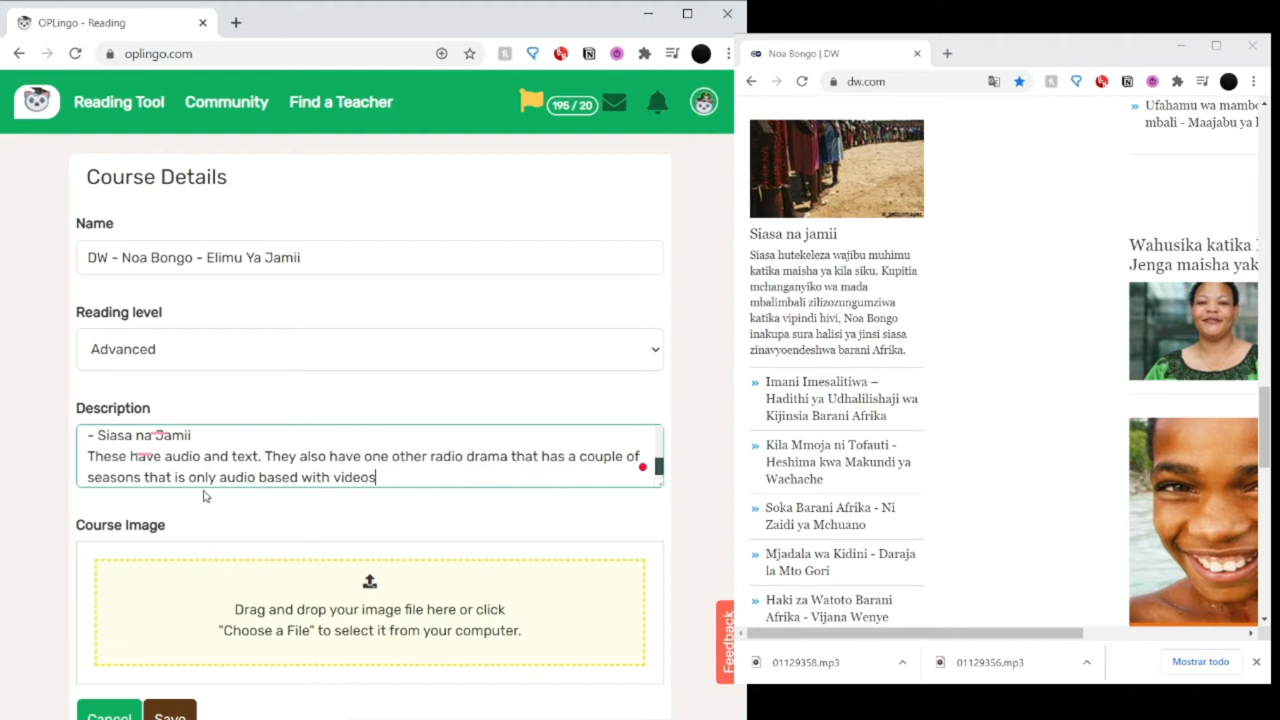 OPLingo - Reading
oplingo.com
Reading Tool
Community
Find a Teacher
195 / 20
Course Details
Name
DW - Noa Bongo - Elimu Ya Jamii
Reading level
Advanced
Description
- Siasa na Jamii
These have audio and text. They also have one other radio drama that has a couple of
seasons that is only audio based with videos
Course Image
Drag and drop your image file here or click
"Choose a File" to select it from your computer.
Cancel
Save
Feedback
Noa Bongo | DW
dw.com
Siasa na jamii
Siasa hutekeleza wajibu muhimu
katika maisha ya kila siku. Kupitia
mchanganyiko wa mada
mbalimbali zilizozungumziwa
katika vipindi hivi, Noa Bongo
inakupa sura halisi ya jinsi siasa
zinavyoendeshwa barani Afrika.
» Imani Imesalitiwa –
Hadithi ya Udhalilishaji wa
Kijinsia Barani Afrika
» Kila Mmoja ni Tofauti -
Heshima kwa Makundi ya
Wachache
» Soka Barani Afrika - Ni
Zaidi ya Mchuano
» Mjadala wa Kidini - Daraja
la Mto Gori
» Haki za Watoto Barani
Afrika - Vijana Wenye
» Ufahamu wa mambo
mbali - Maajabu ya
Wahusika katika
Jenga maisha yak
01129358.mp3
01129356.mp3
Mostrar todo